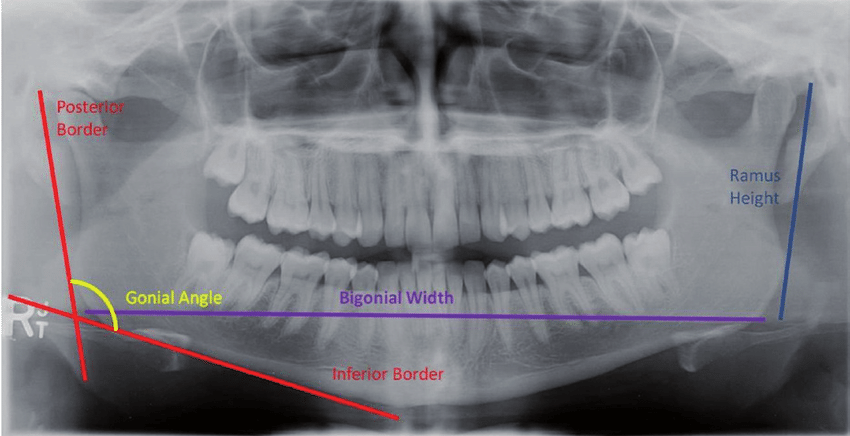 Posterior
Border
Ramus
Height
Gonial Angle
Bigonial Width
R J
T
Inferior Border